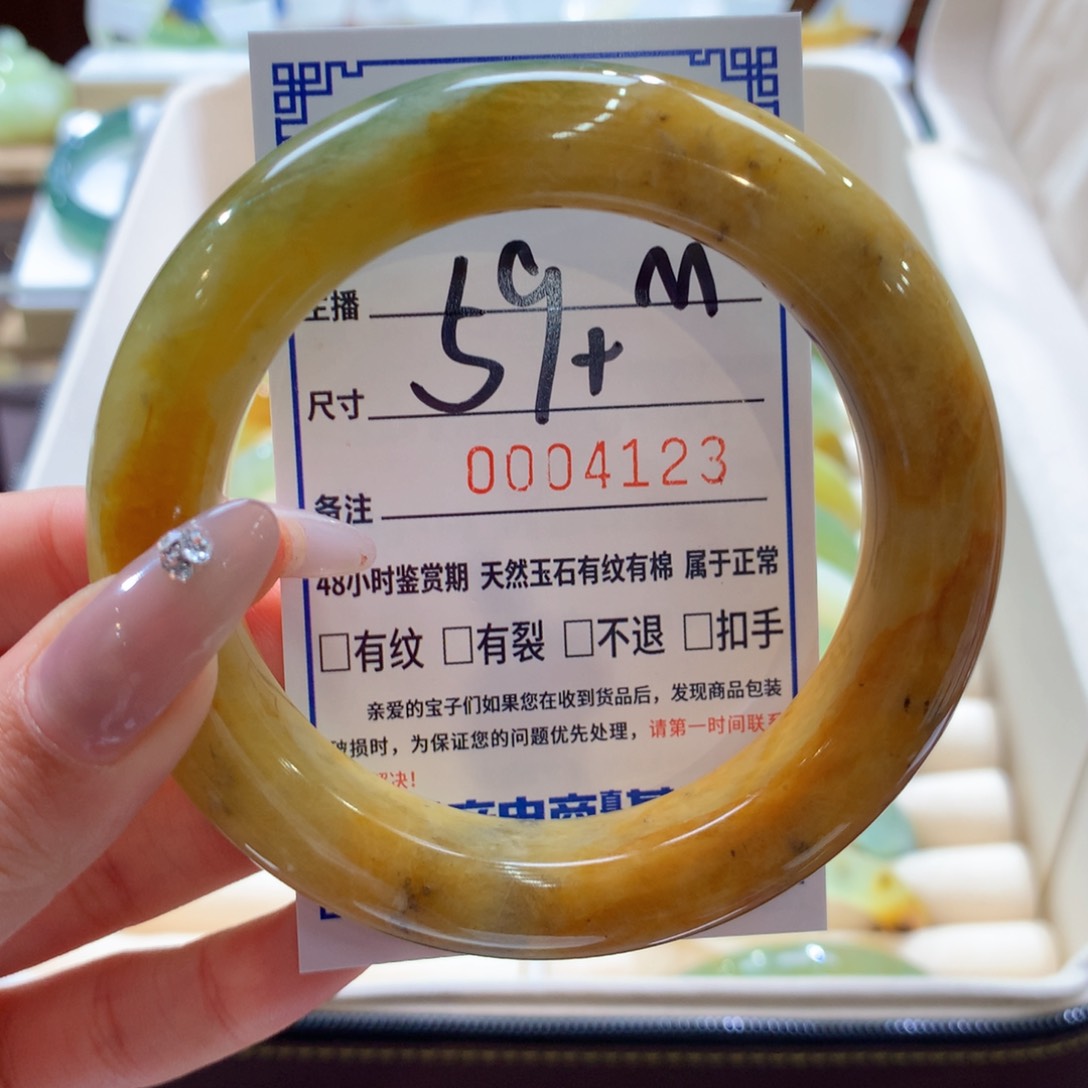 主播 59+ M
尺寸
0004123
备注
48小时鉴赏期 天然玉石有纹有棉 属于正常
□有纹 □有裂 □不退 □扣手
亲爱的宝子们如果您在收到货品后，发现商品包装
破损时，为保证您的问题优先处理，请第一时间联系
解决！
电商